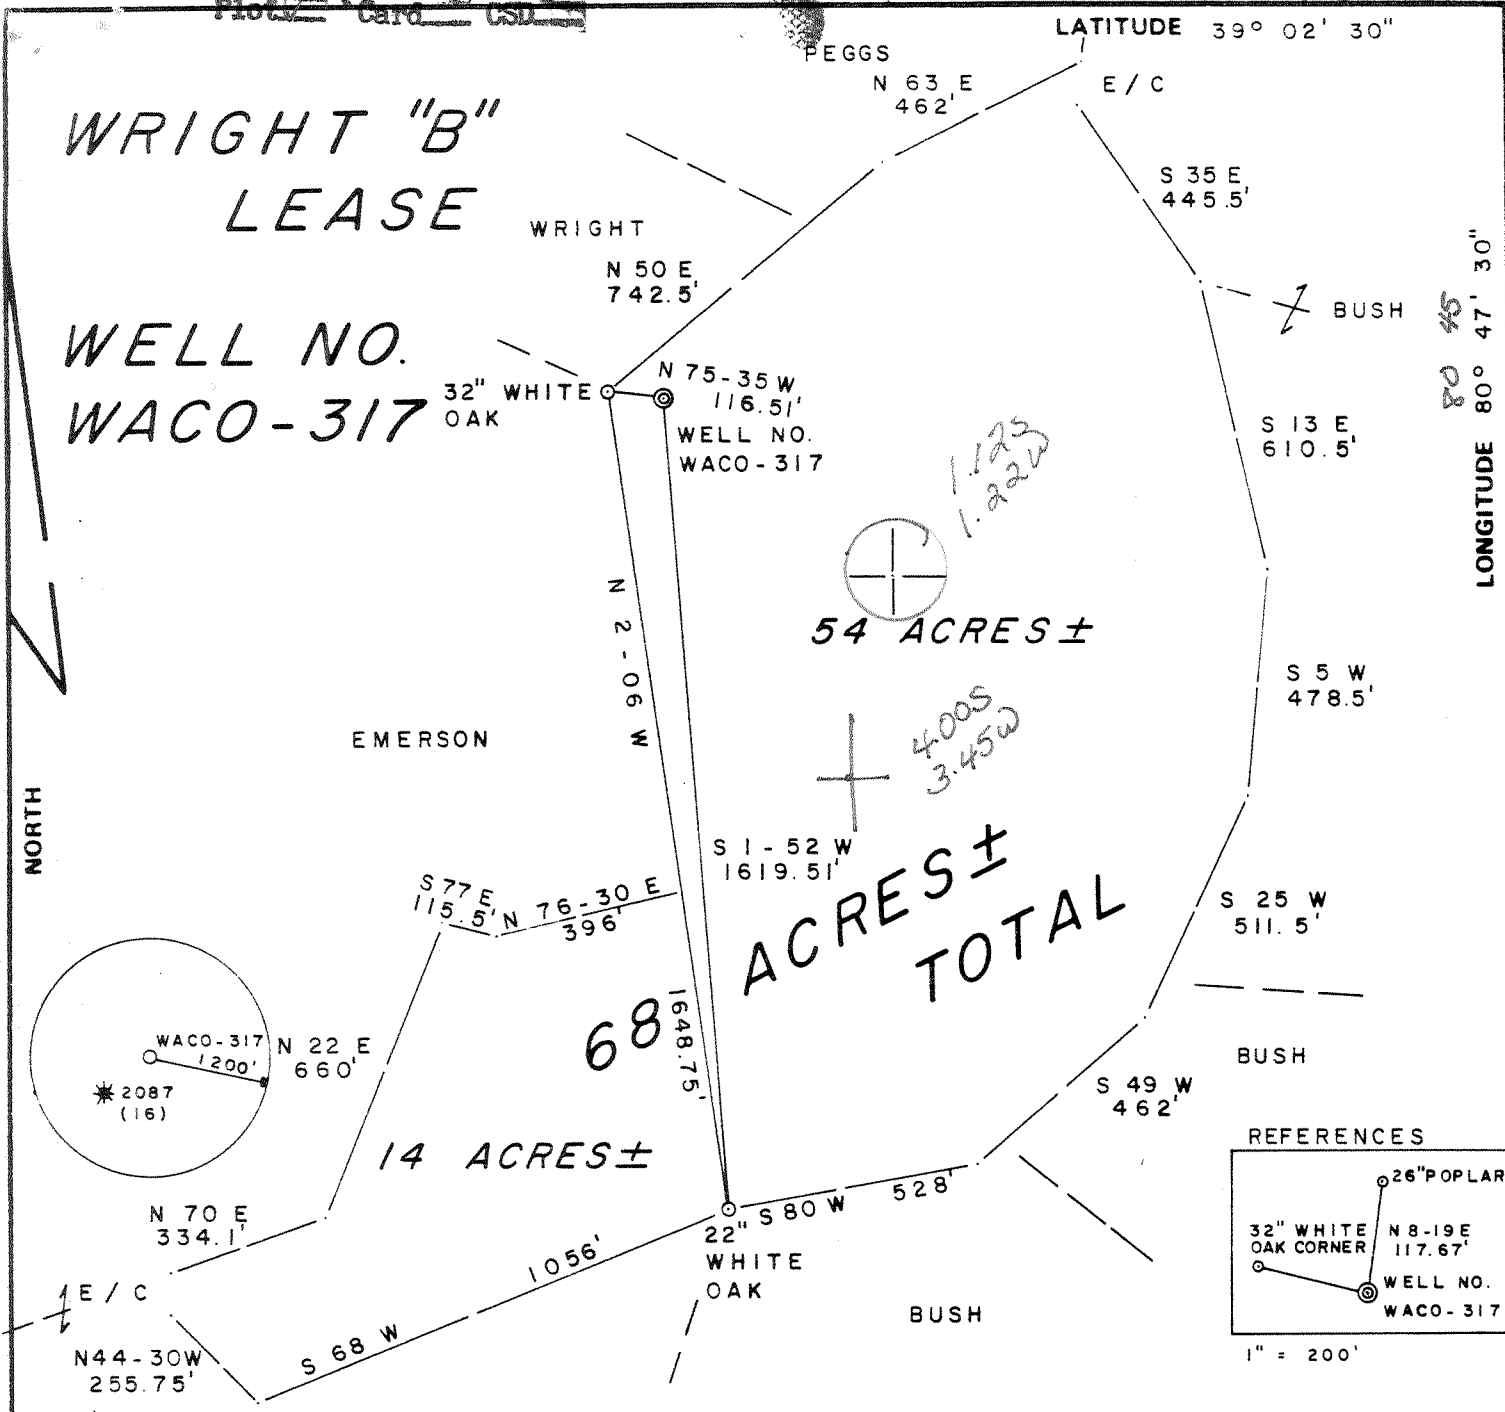 Plot Card CSD
LATITUDE 39° 02' 30"
PEGGS
N 63 E
462'
E / C
WRIGHT "B"
LEASE
S 35 E
445.5'
WRIGHT
N 50 E
742.5'
BUSH
LONGITUDE 80° 47' 30"
80 45
WELL NO.
WACO-317
32" WHITE
OAK
N 75-35 W
116.51'
WELL NO.
WACO-317
S 13 E
610.5'
1.12S
1.22W
54 ACRES ±
N 2-06 W
1648.75'
S 5 W
478.5'
EMERSON
4.00S
3.45W
NORTH
S 1-52 W
1619.51'
S 77 E
115.5'
N 76-30 E
396'
68 ACRES ±
TOTAL
S 25 W
511.5'
WACO-317
1200'
2087
(16)
N 22 E
660'
BUSH
S 49 W
462'
14 ACRES ±
REFERENCES
26" POPLAR
32" WHITE
OAK CORNER
N 8-19 E
117.67'
WELL NO.
WACO-317
1" = 200'
N 70 E
334.1'
S 80 W 528'
22"
WHITE
OAK
1056'
S 68 W
E / C
BUSH
N44-30W
255.75'